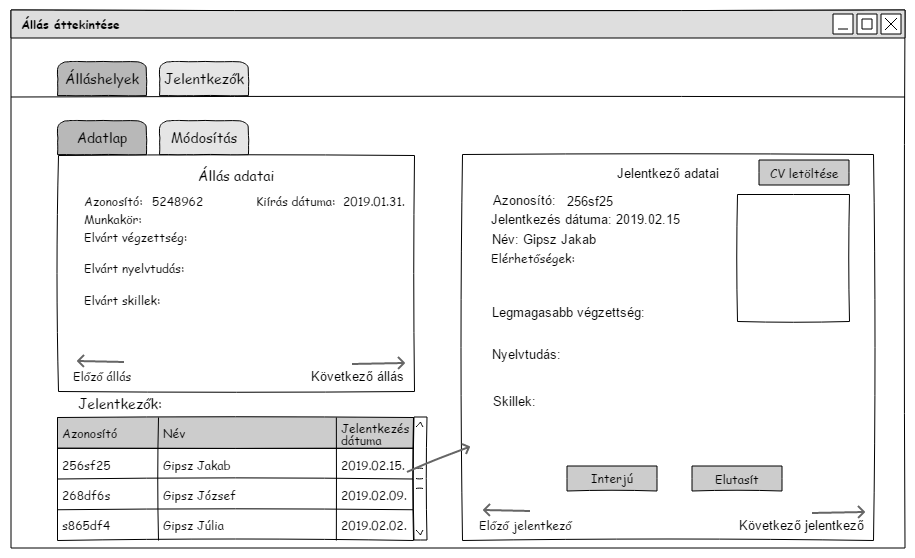 Állás áttekintése
Álláshelyek Jelentkezők
Adatlap Módosítás
Állás adatai
Azonosító: 5248962 Kiírás dátuma: 2019.01.31.
Munkakör:
Elvárt végzettség:
Elvárt nyelvtudás:
Elvárt skillek:
Előző állás Következő állás
Jelentkezők:
Azonosító Név Jelentkezés
dátuma
256sf25 Gipsz Jakab 2019.02.15.
268df6s Gipsz József 2019.02.09.
s865df4 Gipsz Júlia 2019.02.02.
Jelentkező adatai CV letöltése
Azonosító: 256sf25
Jelentkezés dátuma: 2019.02.15
Név: Gipsz Jakab
Elérhetőségek:
Legmagasabb végzettség:
Nyelvtudás:
Skillek:
Interjú Elutasít
Előző jelentkező Következő jelentkező